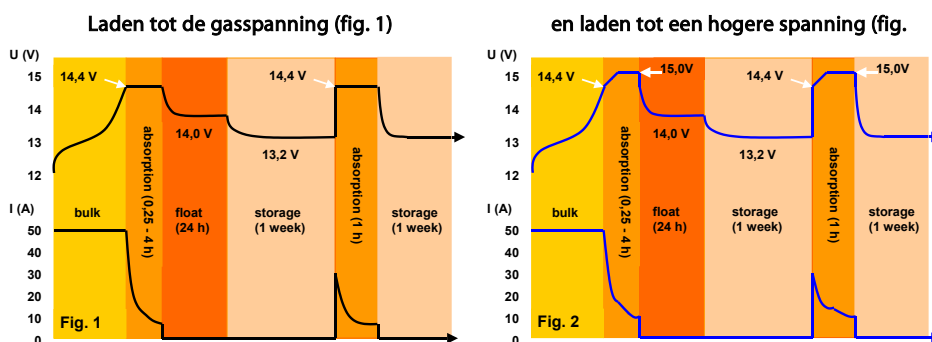 Laden tot de gasspanning (fig. 1)
U (V)
15
14
13
12
14,4 V
14,0 V
13,2 V
14,4 V
absorption (0,25 - 4 h)
absorption (1 h)
I (A)
50
40
30
20
10
0
bulk
float
(24 h)
storage
(1 week)
storage
(1 week)
Fig. 1
en laden tot een hogere spanning (fig.
U (V)
15
14
13
12
14,4 V
15,0V
14,0 V
13,2 V
14,4 V
15,0V
absorption (0,25 - 4 h)
absorption (1 h)
I (A)
50
40
30
20
10
0
bulk
float
(24 h)
storage
(1 week)
storage
(1 week)
Fig. 2